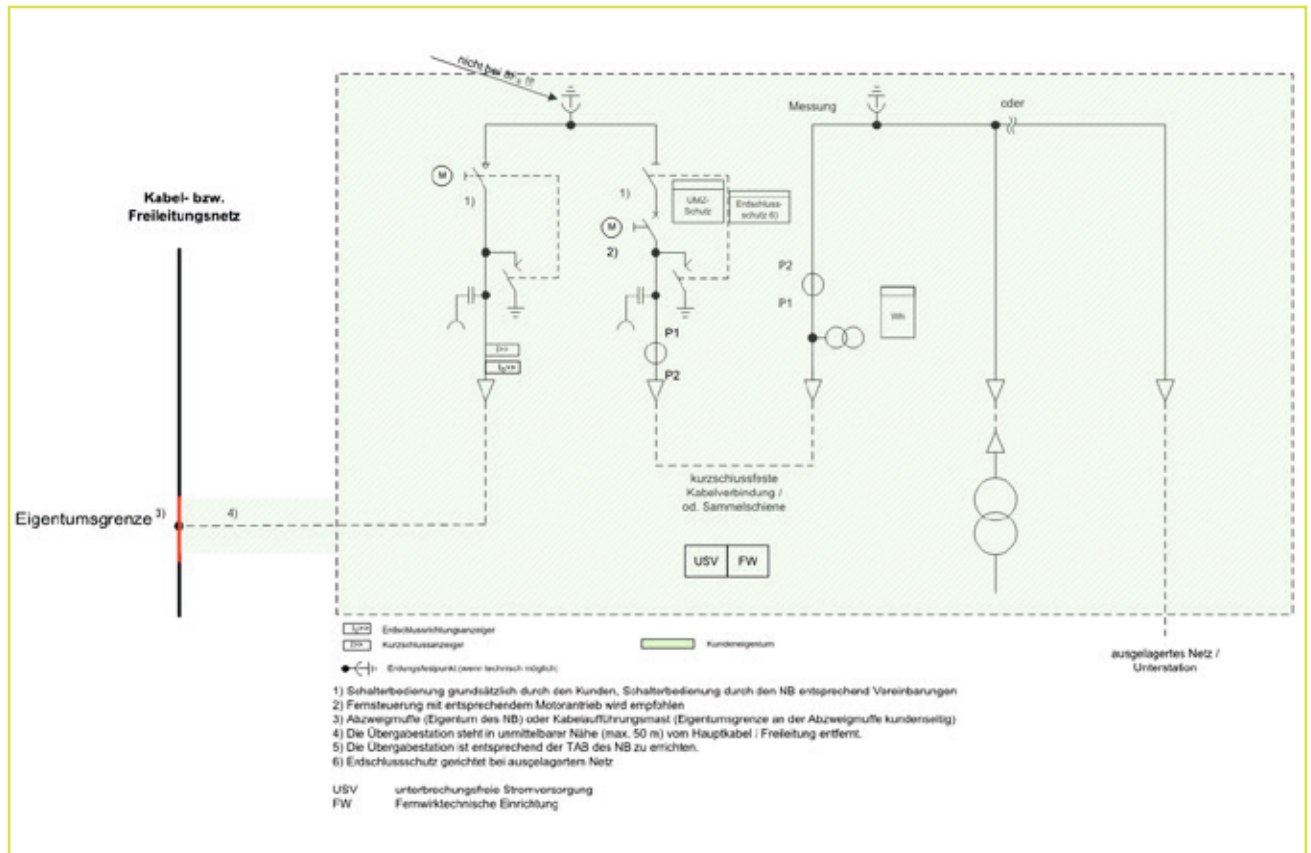 nicht bei
Messung
oder
Kabel- bzw.
Freileitungsnetz
M
1)
1)
UMZ-
Schutz
Erdschluss-
schutz 6)
M
2)
P2
P1
Wh
P1
P2
I>>
kurzschlussfeste
Kabelverbindung /
od. Sammelschiene
Eigentumsgrenze 3)
4)
USV
FW
Erdschlussrichtungsanzeiger
I>>
Kurzschlussanzeiger
Kundeneigentum
Erdungsfestpunkt (wenn technisch möglich)
ausgelagertes Netz /
Unterstation
1) Schalterbedienung grundsätzlich durch den Kunden, Schalterbedienung durch den NB entsprechend Vereinbarungen
2) Fernsteuerung mit entsprechendem Motorantrieb wird empfohlen
3) Abzweigmuffe (Eigentum des NB) oder Kabelaufführungsmast (Eigentumsgrenze an der Abzweigmuffe kundenseitig)
4) Die Übergabestation steht in unmittelbarer Nähe (max. 50 m) vom Hauptkabel / Freileitung entfernt.
5) Die Übergabestation ist entsprechend der TAB des NB zu errichten.
6) Erdschlussschutz gerichtet bei ausgelagertem Netz
USV unterbrechungsfreie Stromversorgung
FW Fernwirktechnische Einrichtung